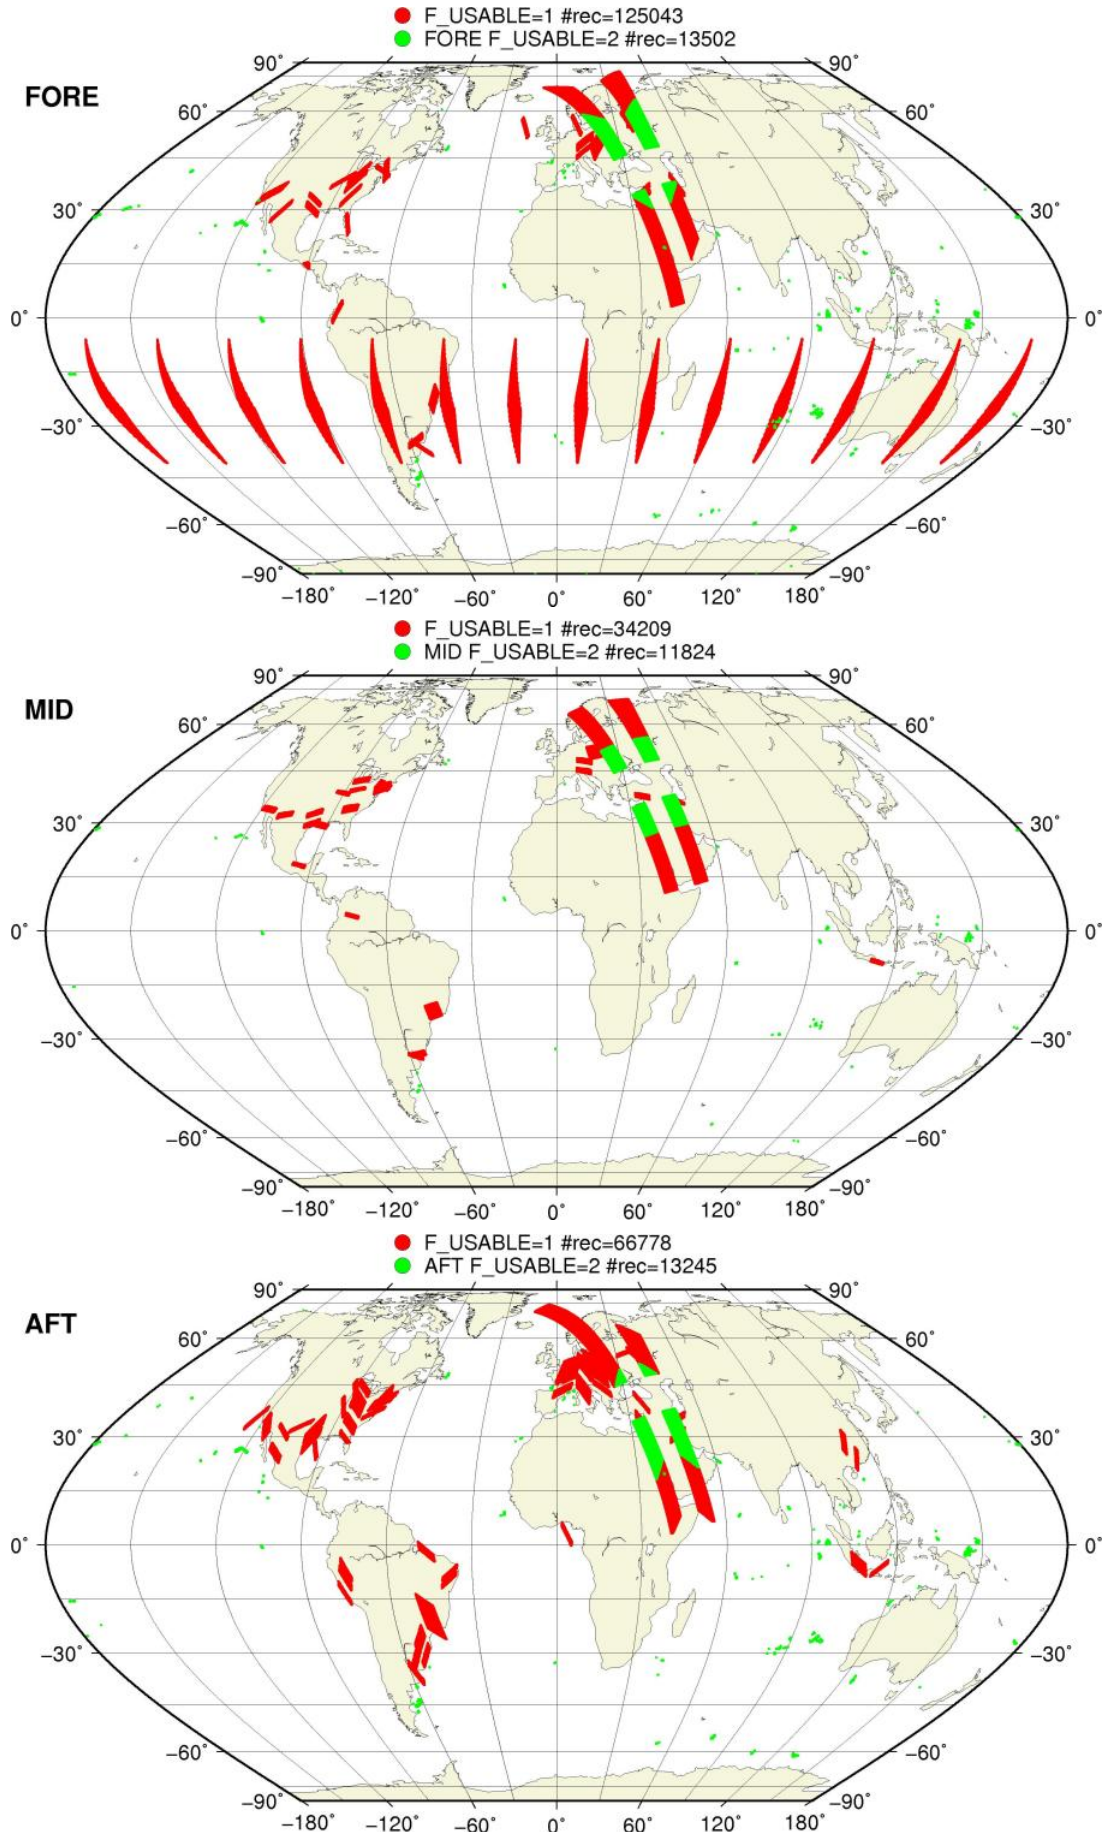 F_USABLE=1 #rec=125043
FORE F_USABLE=2 #rec=13502
FORE
90° 90°
60° 60°
30° 30°
0° 0°
−30° −30°
−60° −60°
−90° −90°
−180° −120° −60° 0° 60° 120° 180°
F_USABLE=1 #rec=34209
MID F_USABLE=2 #rec=11824
MID
90° 90°
60° 60°
30° 30°
0° 0°
−30° −30°
−60° −60°
−90° −90°
−180° −120° −60° 0° 60° 120° 180°
F_USABLE=1 #rec=66778
AFT F_USABLE=2 #rec=13245
AFT
90° 90°
60° 60°
30° 30°
0° 0°
−30° −30°
−60° −60°
−90° −90°
−180° −120° −60° 0° 60° 120° 180°